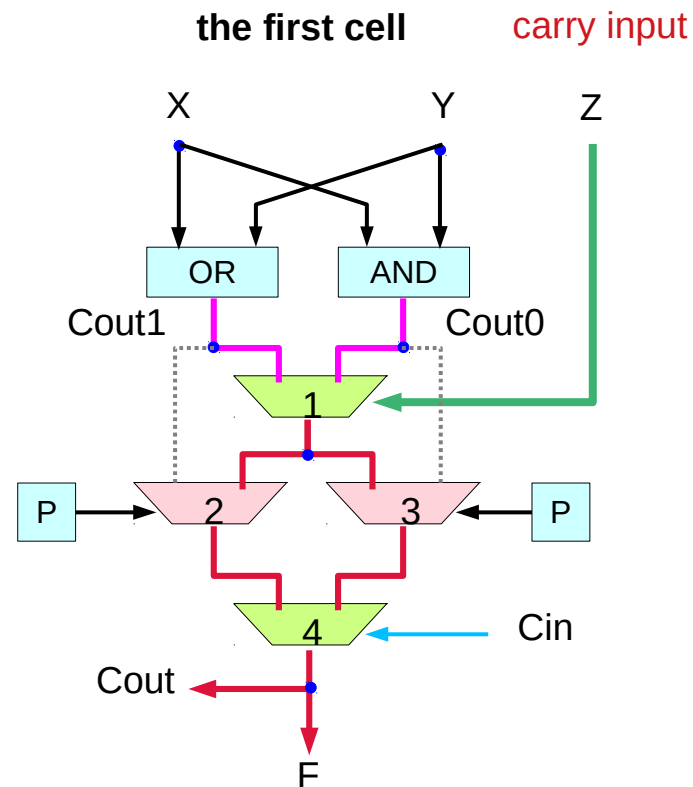 the first cell
carry input
X
Y
Z
OR
AND
Cout1
Cout0
1
P
2
3
P
4
Cin
Cout
F